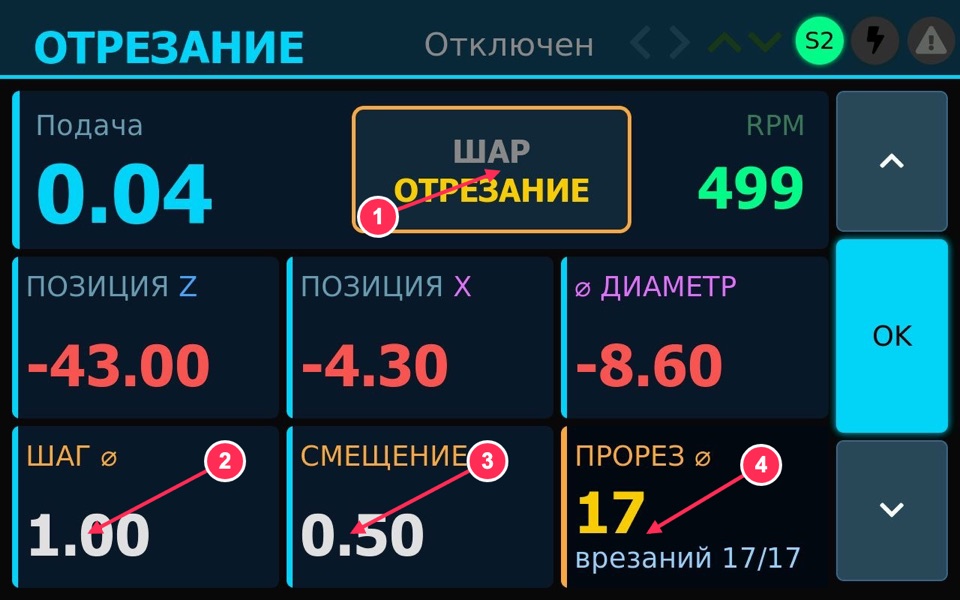 ОТРЕЗАНИЕ
Отключен
S2
Подача
0.04
ШАР
ОТРЕЗАНИЕ
1
RPM
499
ПОЗИЦИЯ Z
-43.00
ПОЗИЦИЯ X
-4.30
⌀ ДИАМЕТР
-8.60
OK
ШАГ ⌀
2
1.00
СМЕЩЕНИЕ
3
0.50
ПРОРЕЗ ⌀
4
17
врезаний 17/17